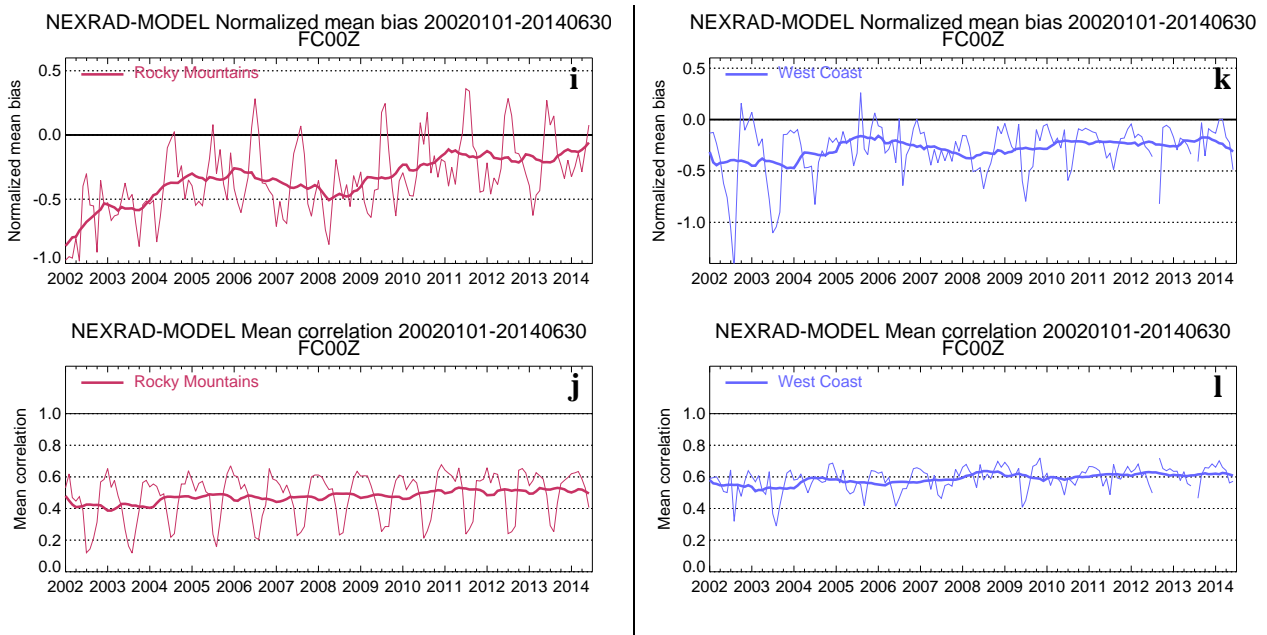 NEXRAD-MODEL Normalized mean bias 20020101-20140630
FC00Z
Rocky Mountains
i
Normalized mean bias
0.5
0.0
-0.5
-1.0
2002 2003 2004 2005 2006 2007 2008 2009 2010 2011 2012 2013 2014
NEXRAD-MODEL Mean correlation 20020101-20140630
FC00Z
Rocky Mountains
j
Mean correlation
1.0
0.8
0.6
0.4
0.2
0.0
2002 2003 2004 2005 2006 2007 2008 2009 2010 2011 2012 2013 2014
NEXRAD-MODEL Normalized mean bias 20020101-20140630
FC00Z
West Coast
k
Normalized mean bias
0.5
0.0
-0.5
-1.0
2002 2003 2004 2005 2006 2007 2008 2009 2010 2011 2012 2013 2014
NEXRAD-MODEL Mean correlation 20020101-20140630
FC00Z
West Coast
l
Mean correlation
1.0
0.8
0.6
0.4
0.2
0.0
2002 2003 2004 2005 2006 2007 2008 2009 2010 2011 2012 2013 2014